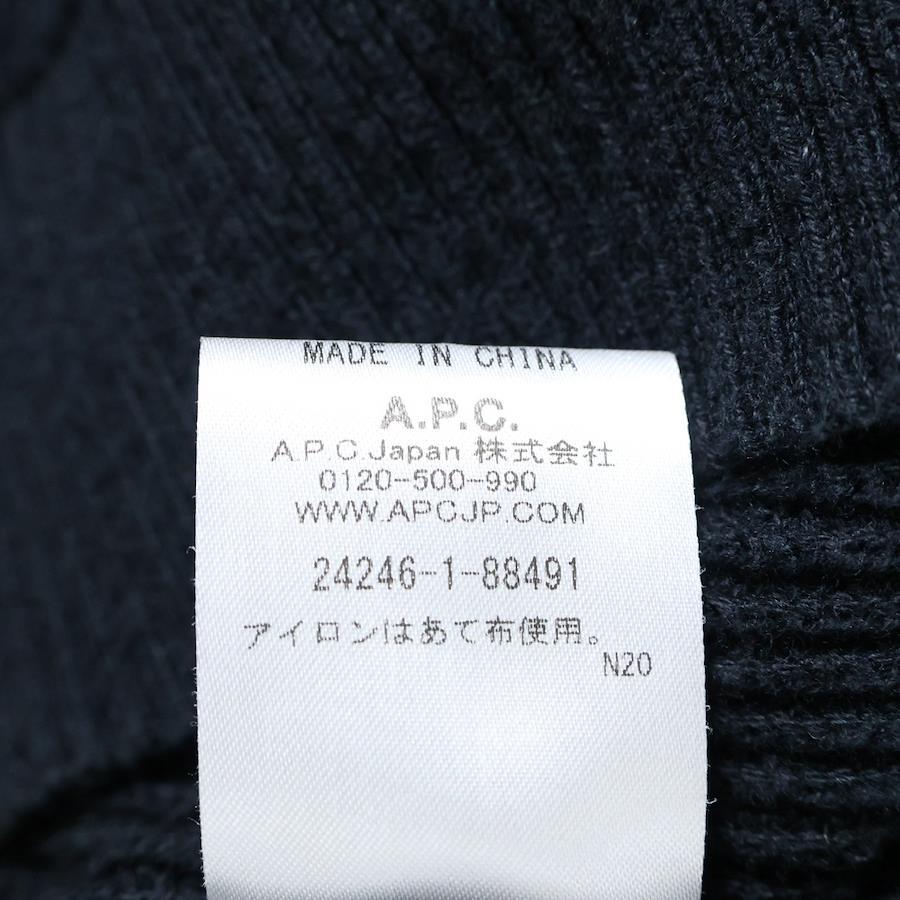 MADE IN CHINA
A.P.C.
A.P.C.Japan 株式会社
0120-500-990
WWW.APCJP.COM
24246-1-88491
アイロンはあて布使用。
N20